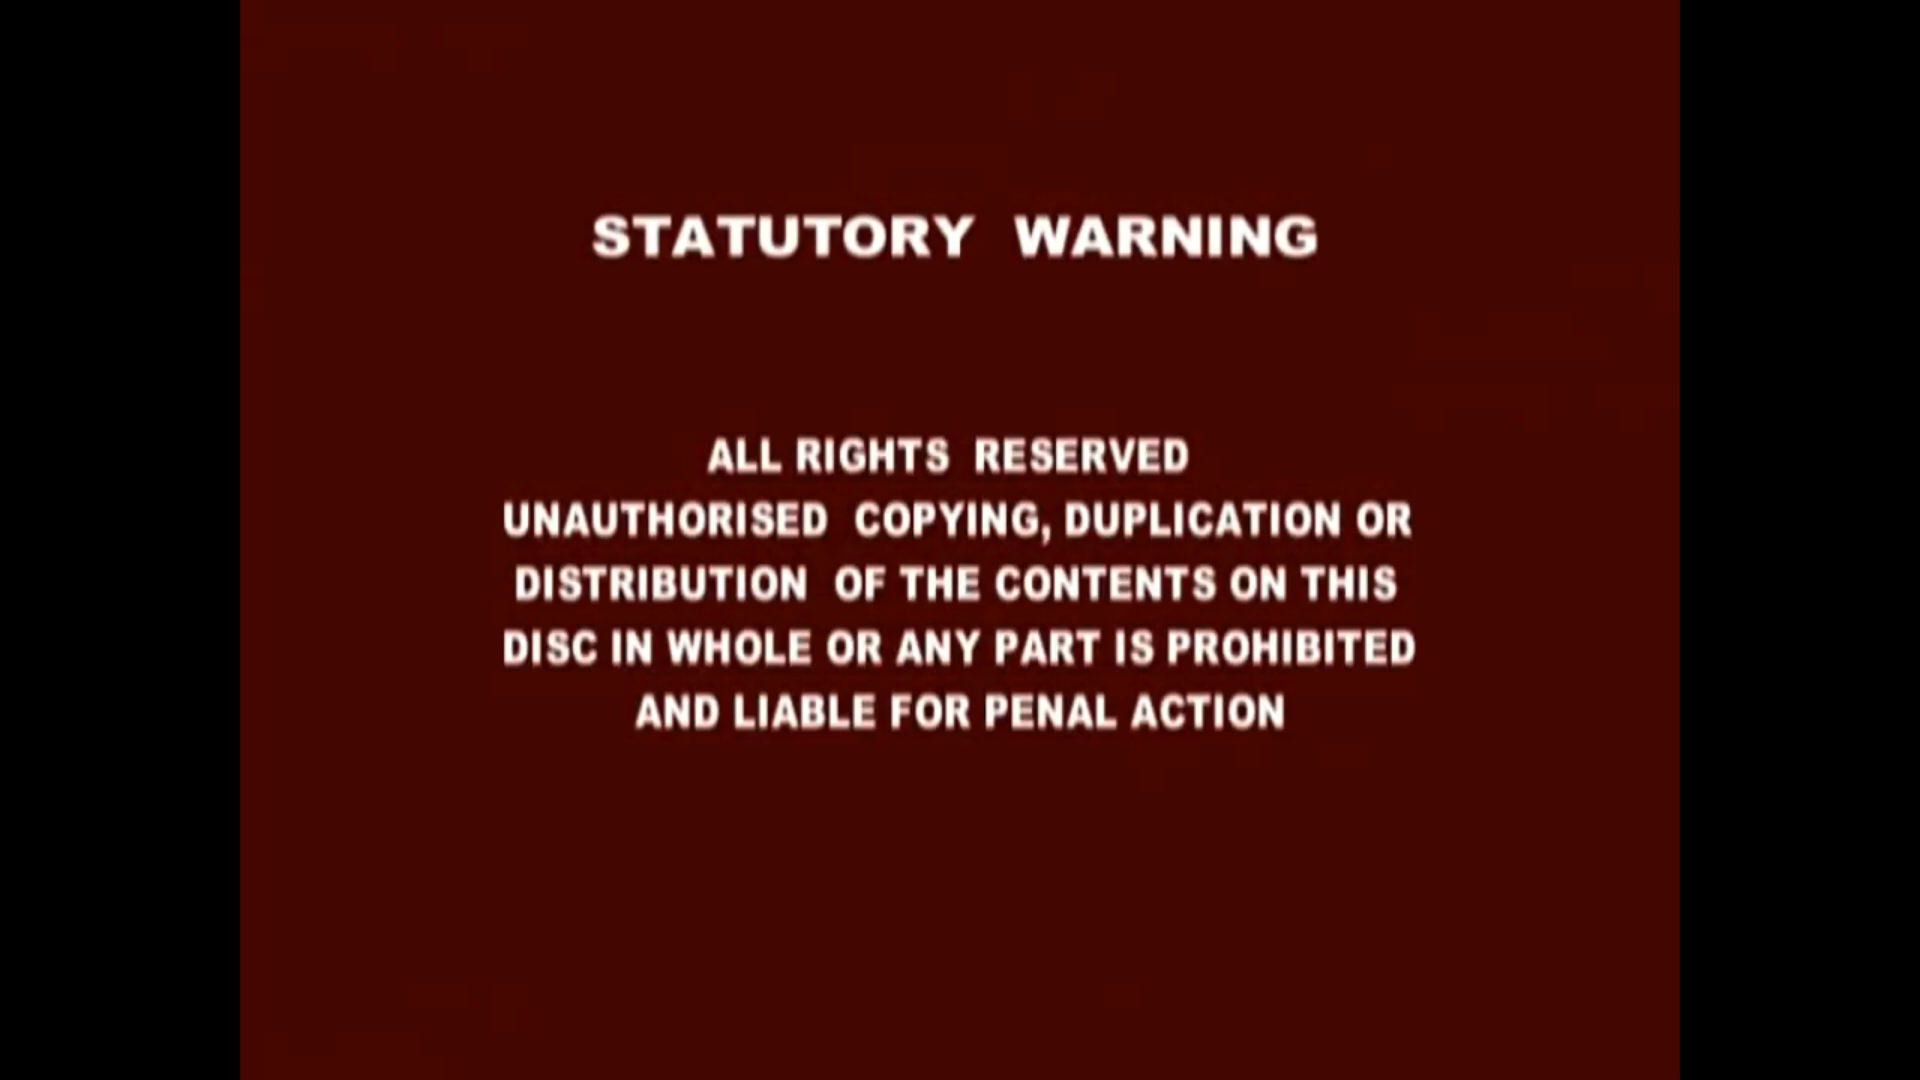 STATUTORY WARNING
ALL RIGHTS RESERVED
UNAUTHORISED COPYING, DUPLICATION OR
DISTRIBUTION OF THE CONTENTS ON THIS
DISC IN WHOLE OR ANY PART IS PROHIBITED
AND LIABLE FOR PENAL ACTION